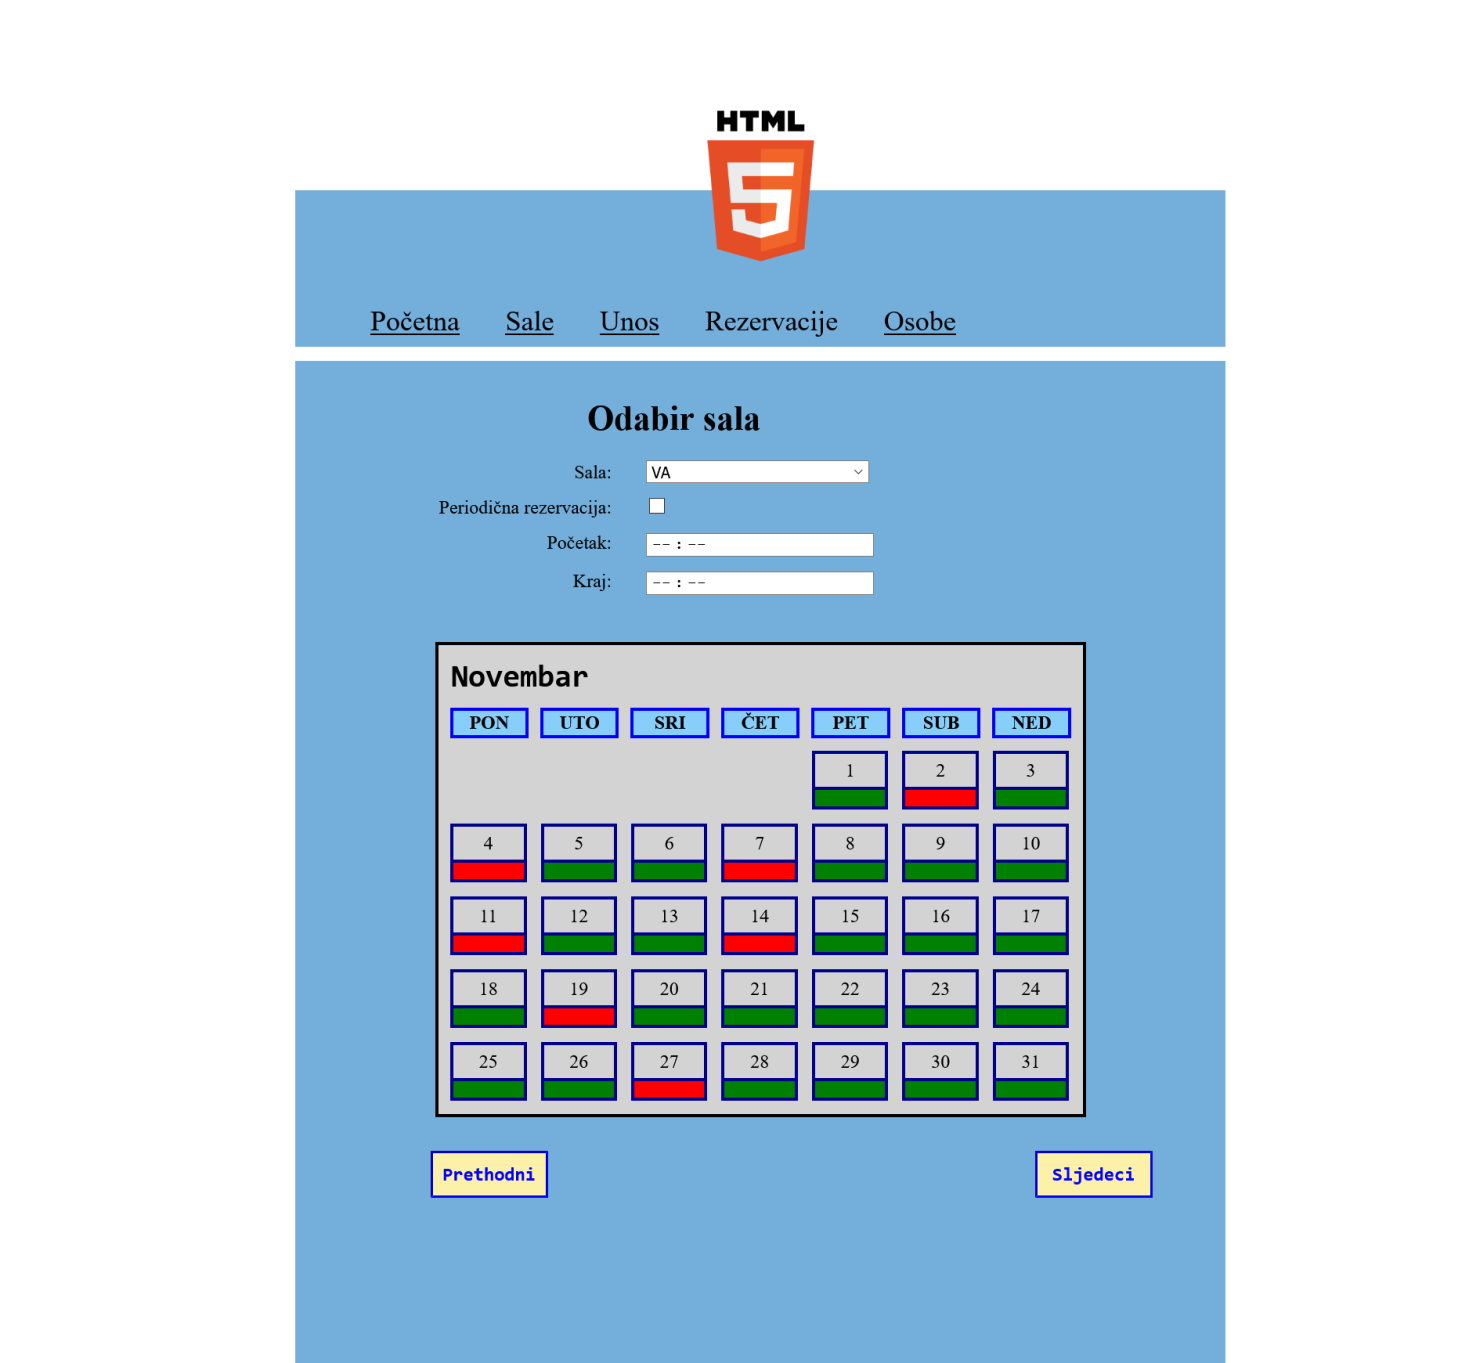 HTML
5
Početna Sale Unos Rezervacije Osobe
Odabir sala
Sala: VA
Periodična rezervacija:
Početak: -- : --
Kraj: -- : --
Novembar
PON UTO SRI ČET PET SUB NED
1 2 3
4 5 6 7 8 9 10
11 12 13 14 15 16 17
18 19 20 21 22 23 24
25 26 27 28 29 30 31
Prethodni Sljedeci